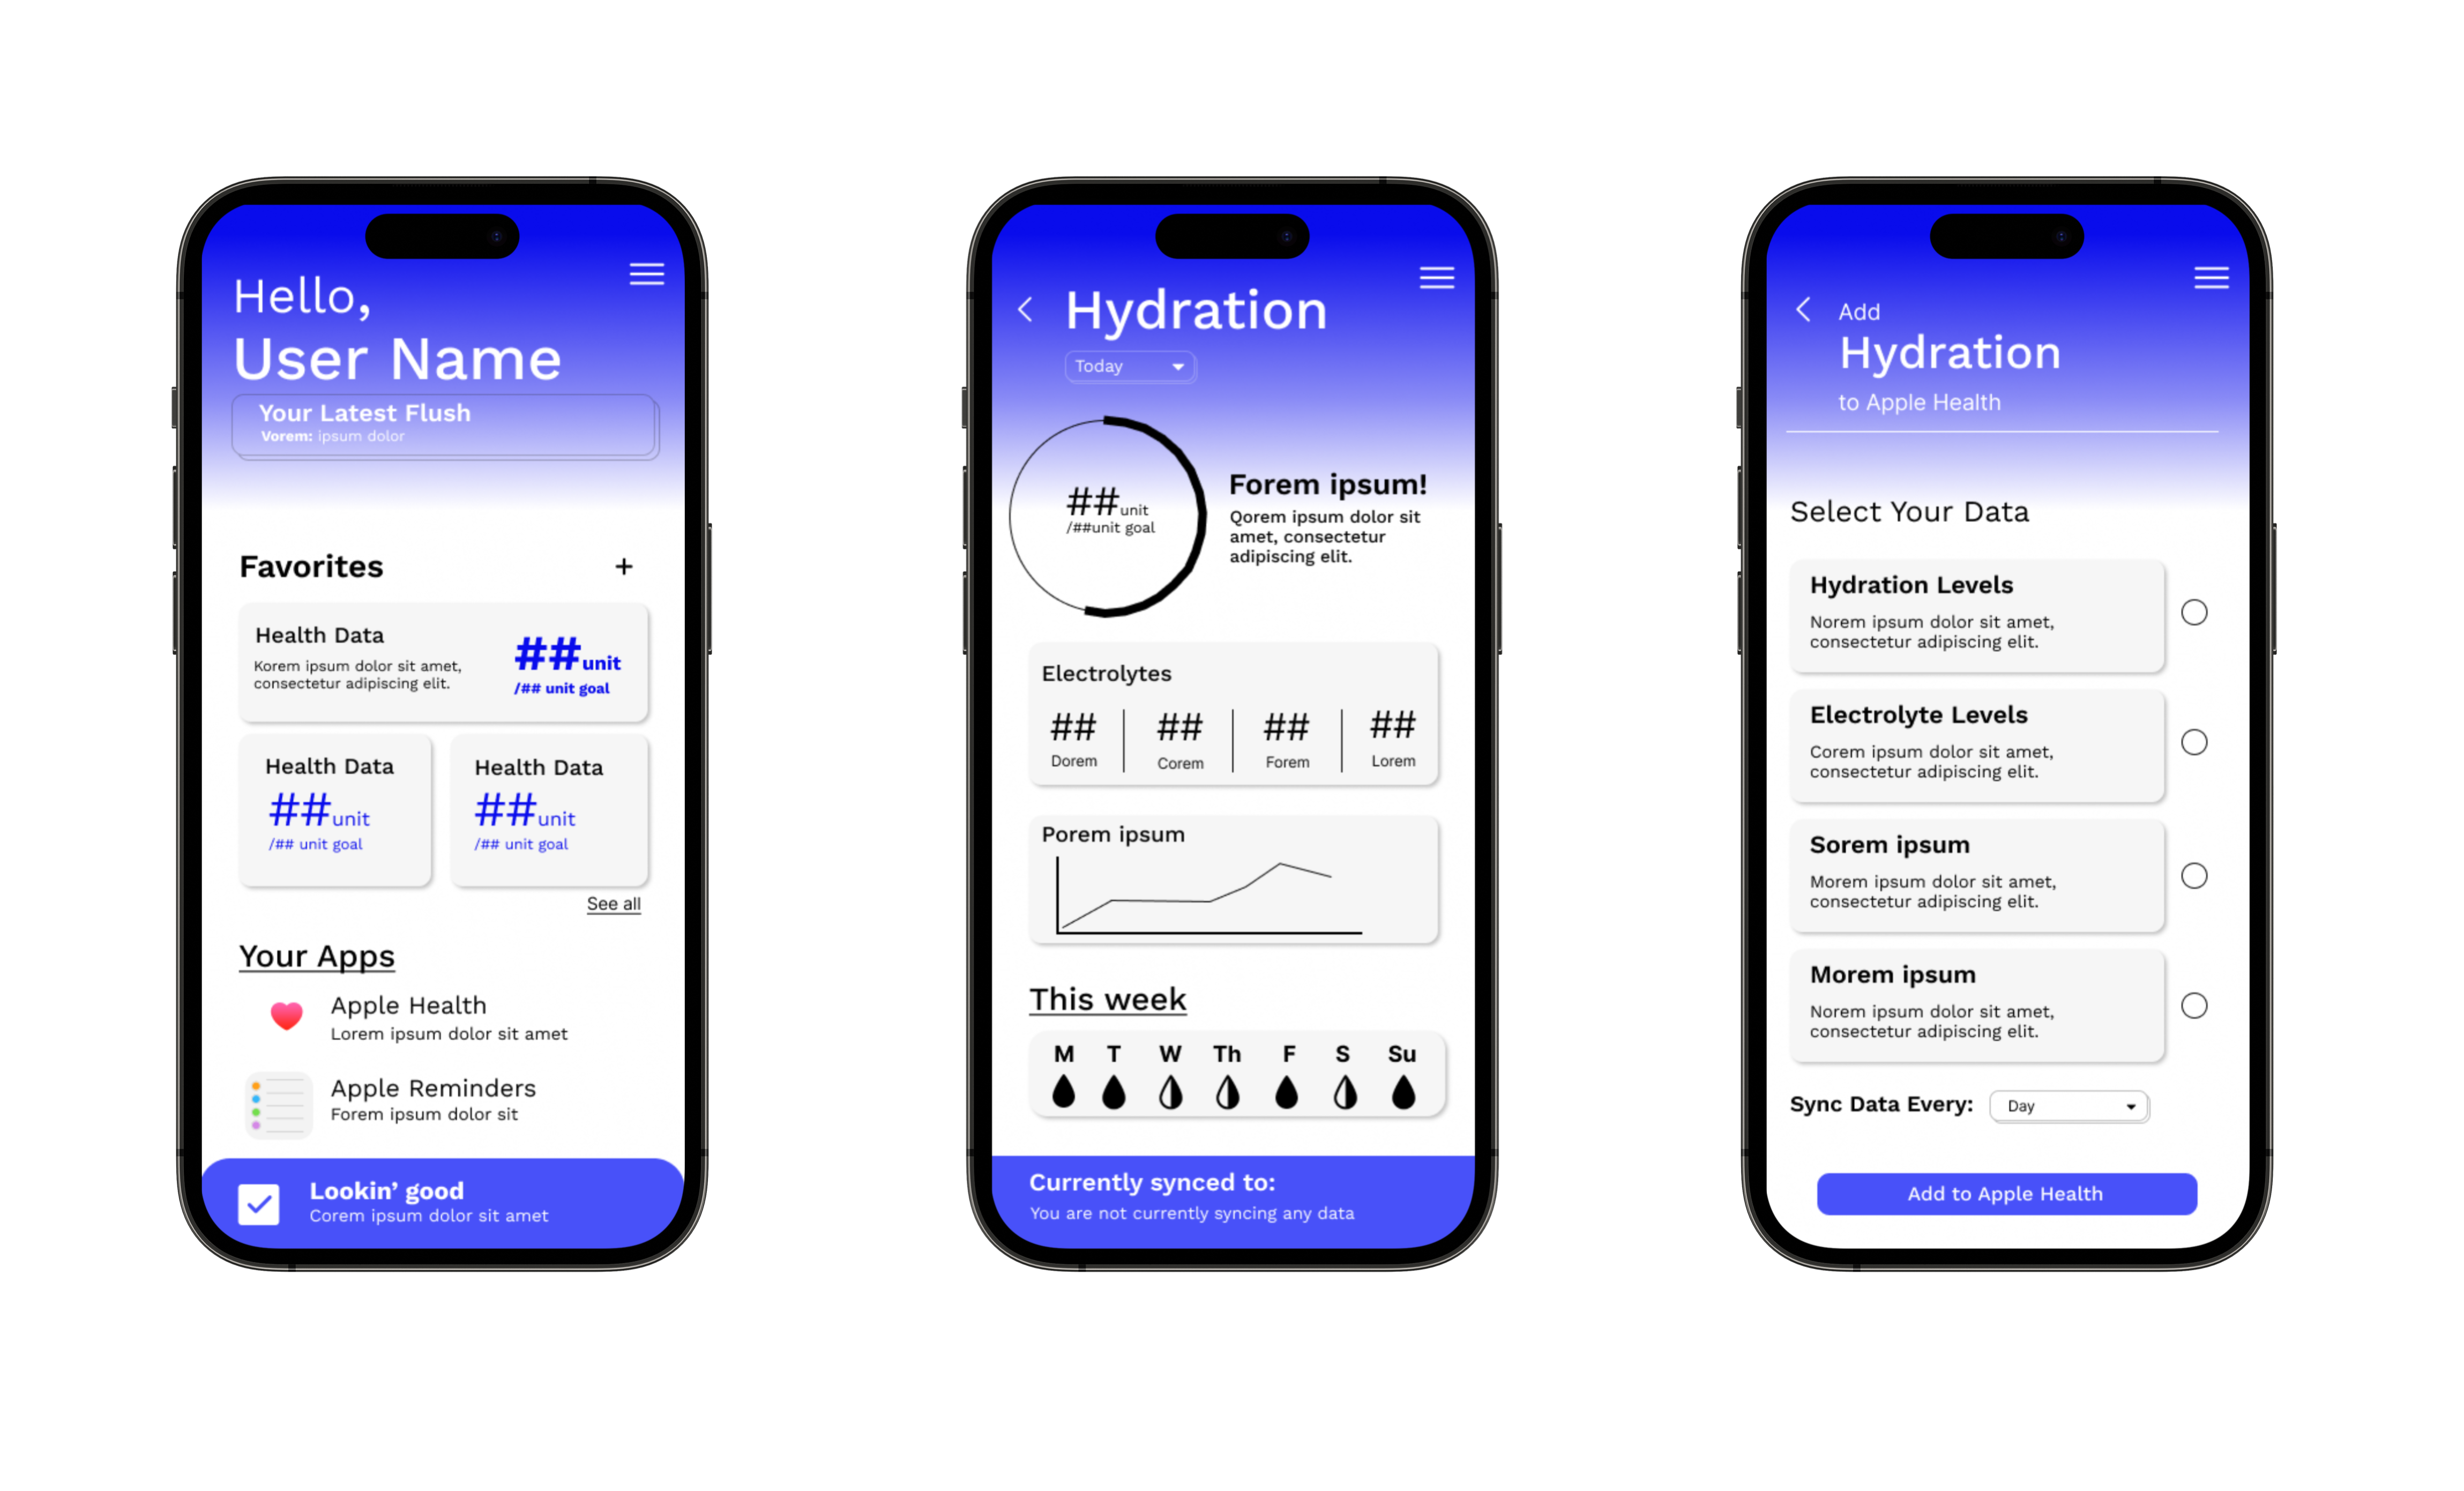 Hello,
User Name
Your Latest Flush
Vorem: ipsum dolor
Favorites +
Health Data
Korem ipsum dolor sit amet,
consectetur adipiscing elit.
##unit
/## unit goal
Health Data
##unit
/## unit goal
Health Data
##unit
/## unit goal
See all
Your Apps
Apple Health
Lorem ipsum dolor sit amet
Apple Reminders
Forem ipsum dolor sit
Lookin’ good
Corem ipsum dolor sit amet
Hydration
Today
##unit
/##unit goal
Forem ipsum!
Qorem ipsum dolor sit
amet, consectetur
adipiscing elit.
Electrolytes
## ## ## ##
Dorem Corem Forem Lorem
Porem ipsum
This week
M T W Th F S Su
Currently synced to:
You are not currently syncing any data
Add
Hydration
to Apple Health
Select Your Data
Hydration Levels
Norem ipsum dolor sit amet,
consectetur adipiscing elit.
Electrolyte Levels
Corem ipsum dolor sit amet,
consectetur adipiscing elit.
Sorem ipsum
Morem ipsum dolor sit amet,
consectetur adipiscing elit.
Morem ipsum
Norem ipsum dolor sit amet,
consectetur adipiscing elit.
Sync Data Every: Day
Add to Apple Health